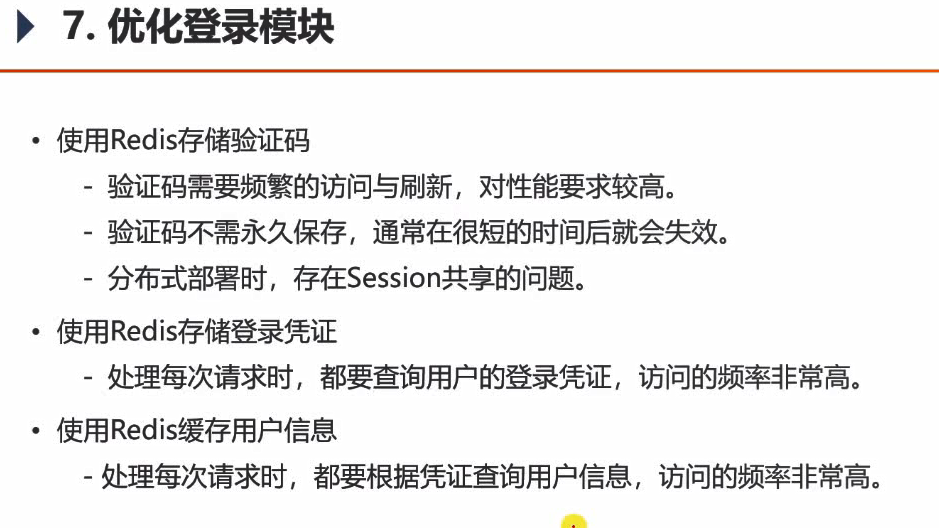 7. 优化登录模块
• 使用Redis存储验证码
- 验证码需要频繁的访问与刷新，对性能要求较高。
- 验证码不需永久保存，通常在很短的时间后就会失效。
- 分布式部署时，存在Session共享的问题。
• 使用Redis存储登录凭证
- 处理每次请求时，都要查询用户的登录凭证，访问的频率非常高。
• 使用Redis缓存用户信息
- 处理每次请求时，都要根据凭证查询用户信息，访问的频率非常高。